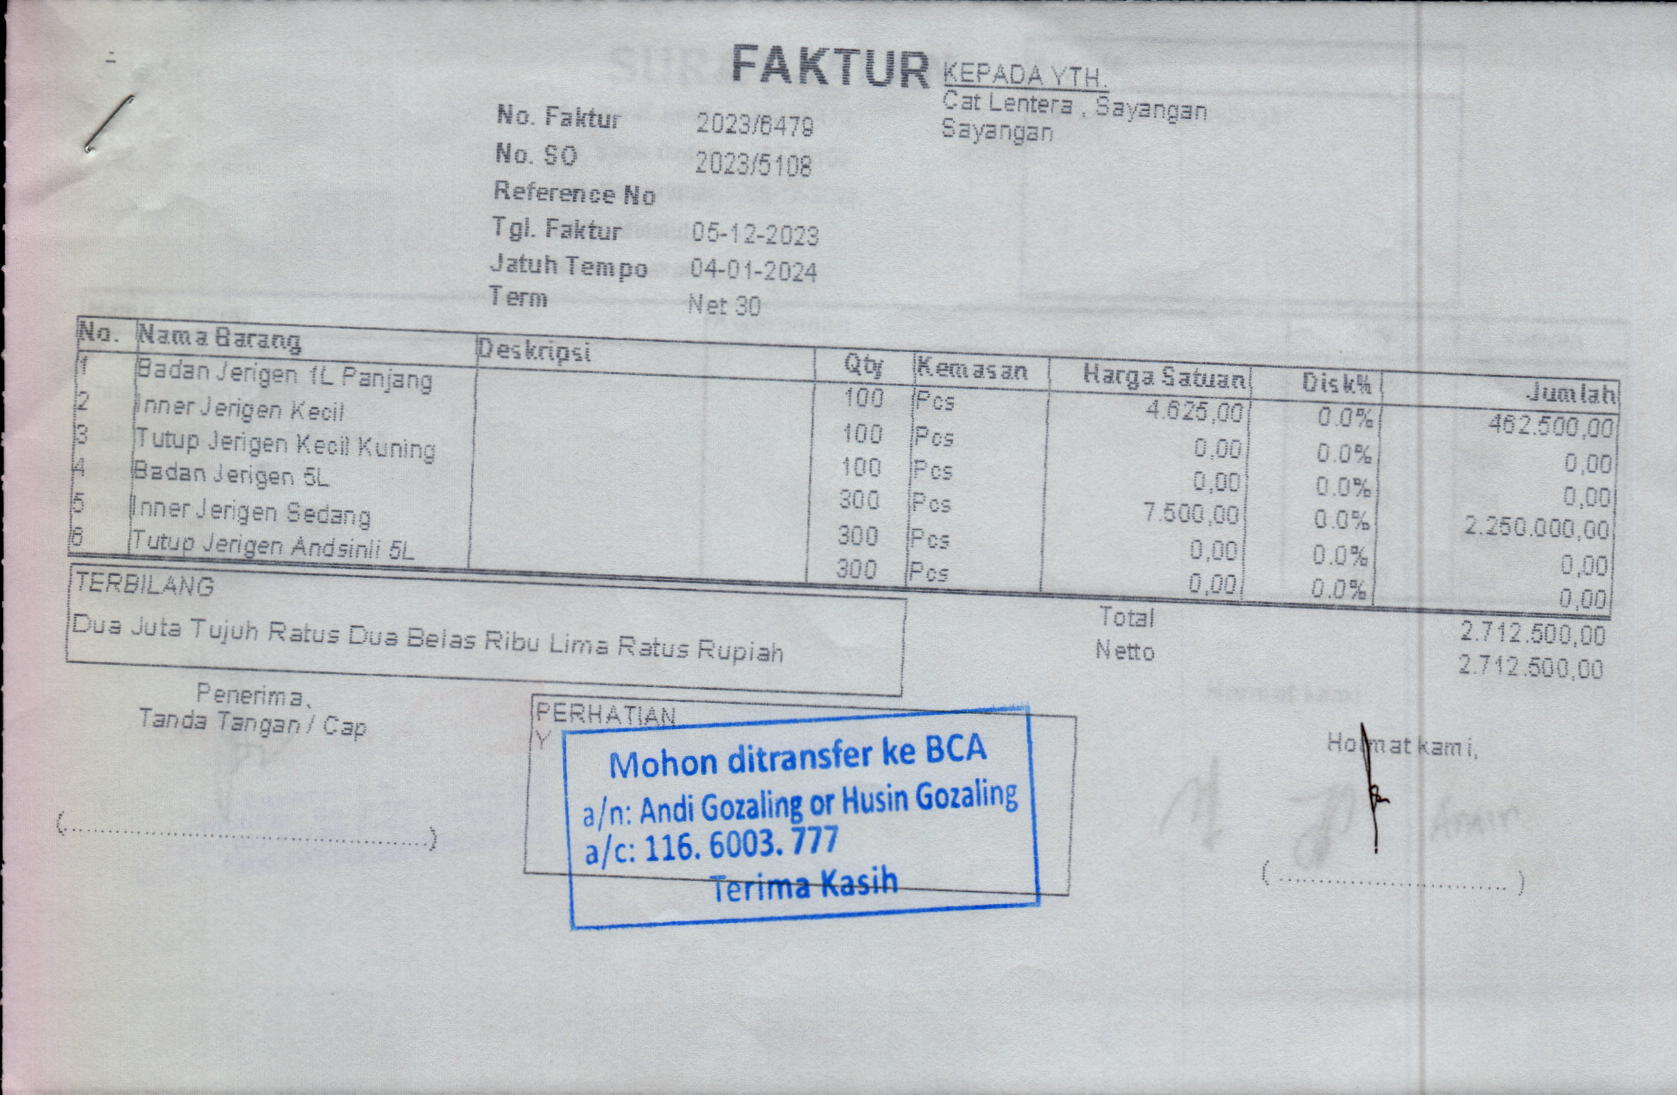 FAKTUR
KEPADA YTH.
Cat Lentera , Sayangan
Sayangan
No. Faktur 2023/6479
No. SO 2023/5108
Reference No
Tgl. Faktur 05-12-2023
Jatuh Tempo 04-01-2024
Term Net 30
No. Nama Barang Deskripsi Qty Kemasan Harga Satuan Disk% Jumlah
1 Badan Jerigen 1L Panjang 100 Pcs 4.625,00 0.0% 462.500,00
2 Inner Jerigen Kecil 100 Pcs 0,00 0.0% 0,00
3 Tutup Jerigen Kecil Kuning 100 Pcs 0,00 0.0% 0,00
4 Badan Jerigen 5L 300 Pcs 7.500,00 0.0% 2.250.000,00
5 Inner Jerigen Sedang 300 Pcs 0,00 0.0% 0,00
6 Tutup Jerigen Andsinli 5L 300 Pcs 0,00 0.0% 0,00
TERBILANG
Dua Juta Tujuh Ratus Dua Belas Ribu Lima Ratus Rupiah
Total 2.712.500,00
Netto 2.712.500,00
Penerima,
Tanda Tangan / Cap
(....................................................)
PERHATIAN
Y
Mohon ditransfer ke BCA
a/n: Andi Gozaling or Husin Gozaling
a/c: 116. 6003. 777
Terima Kasih
Hormat kami,
Amin
( ................................ )